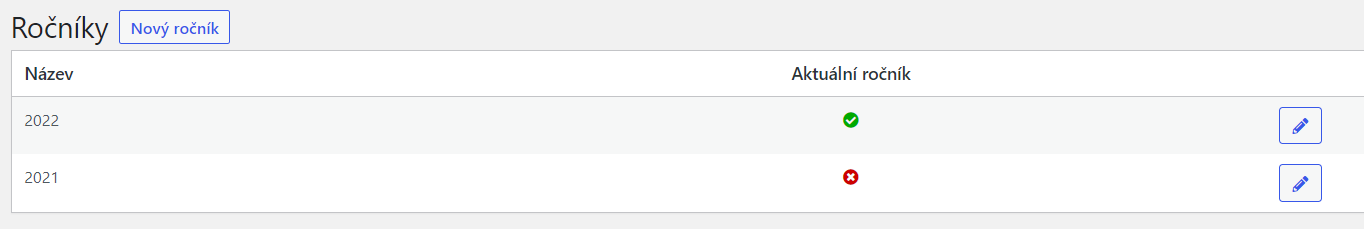 Ročníky Nový ročník
Název Aktuální ročník
2022
2021